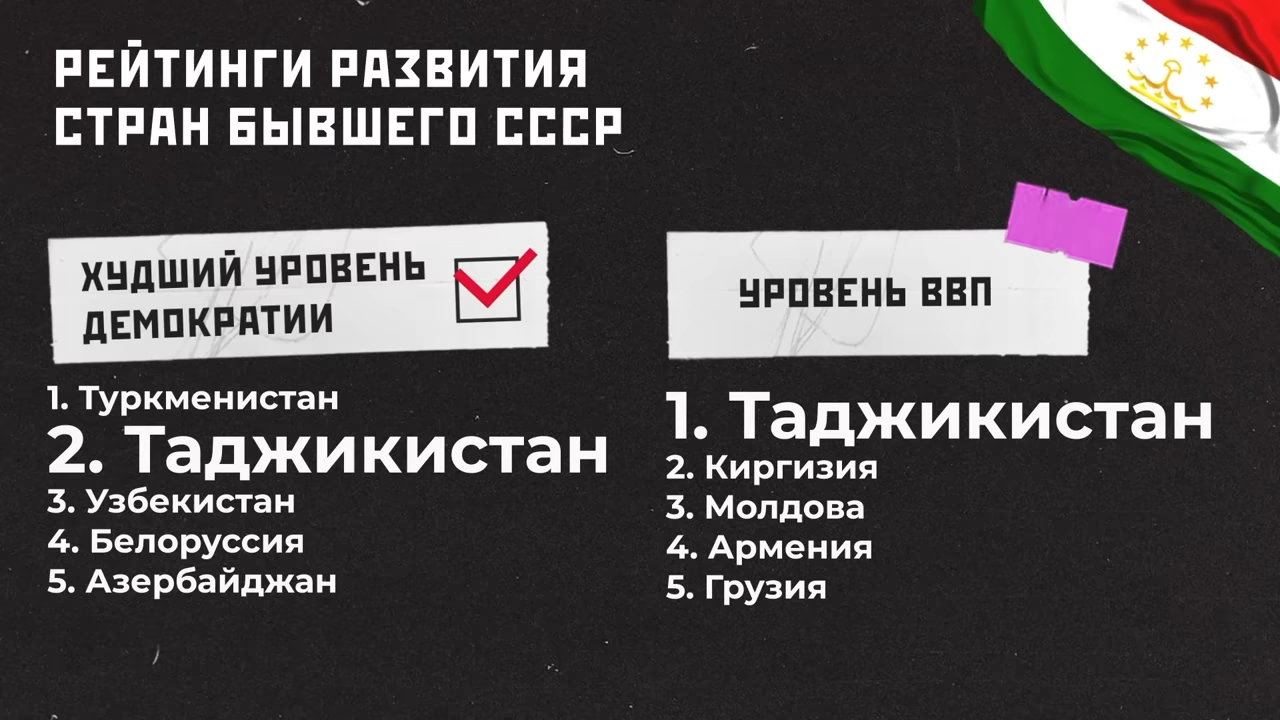 РЕЙТИНГИ РАЗВИТИЯ
СТРАН БЫВШЕГО СССР
ХУДШИЙ УРОВЕНЬ
ДЕМОКРАТИИ
1. Туркменистан
2. Таджикистан
3. Узбекистан
4. Белоруссия
5. Азербайджан
УРОВЕНЬ ВВП
1. Таджикистан
2. Киргизия
3. Молдова
4. Армения
5. Грузия